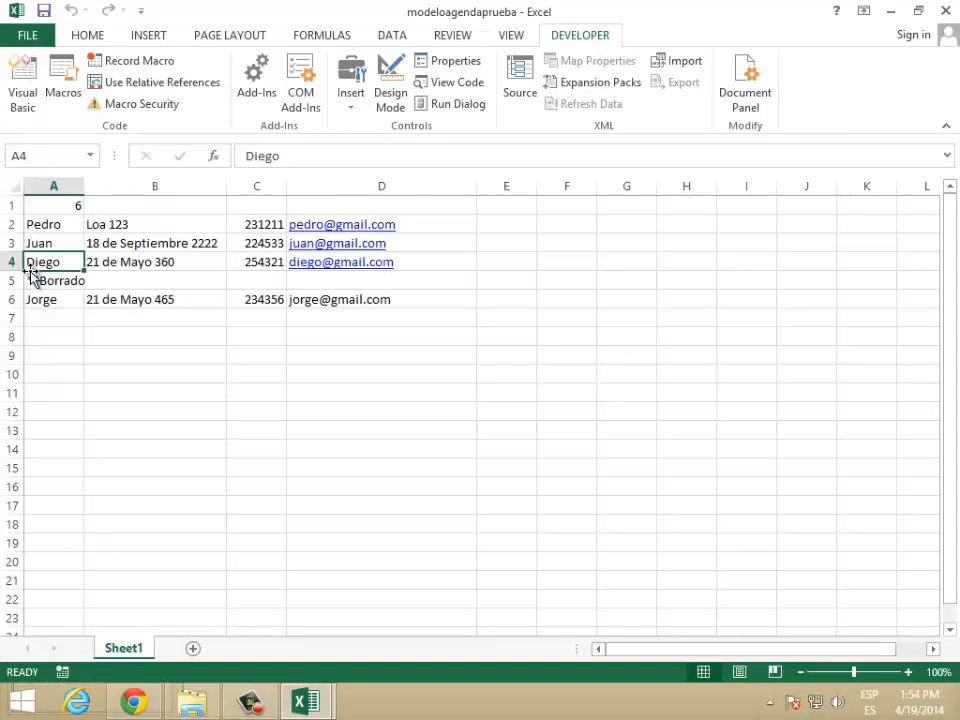 modeloagendaprueba - Excel
FILE HOME INSERT PAGE LAYOUT FORMULAS DATA REVIEW VIEW DEVELOPER Sign in
Visual Basic
Macros
Record Macro
Use Relative References
Macro Security
Code
Add-Ins
COM Add-Ins
Add-Ins
Insert
Design Mode
Properties
View Code
Run Dialog
Controls
Source
Map Properties
Expansion Packs
Refresh Data
Import
Export
XML
Document Panel
Modify
A4 fx Diego
A B C D E F G H I J K L
1 6
2 Pedro Loa 123 231211 pedro@gmail.com
3 Juan 18 de Septiembre 2222 224533 juan@gmail.com
4 Diego 21 de Mayo 360 254321 diego@gmail.com
5 Borrado
6 Jorge 21 de Mayo 465 234356 jorge@gmail.com
7
8
9
10
11
12
13
14
15
16
17
18
19
20
21
22
23
Sheet1
READY 100%
ESP 1:54 PM
ES 4/19/2014